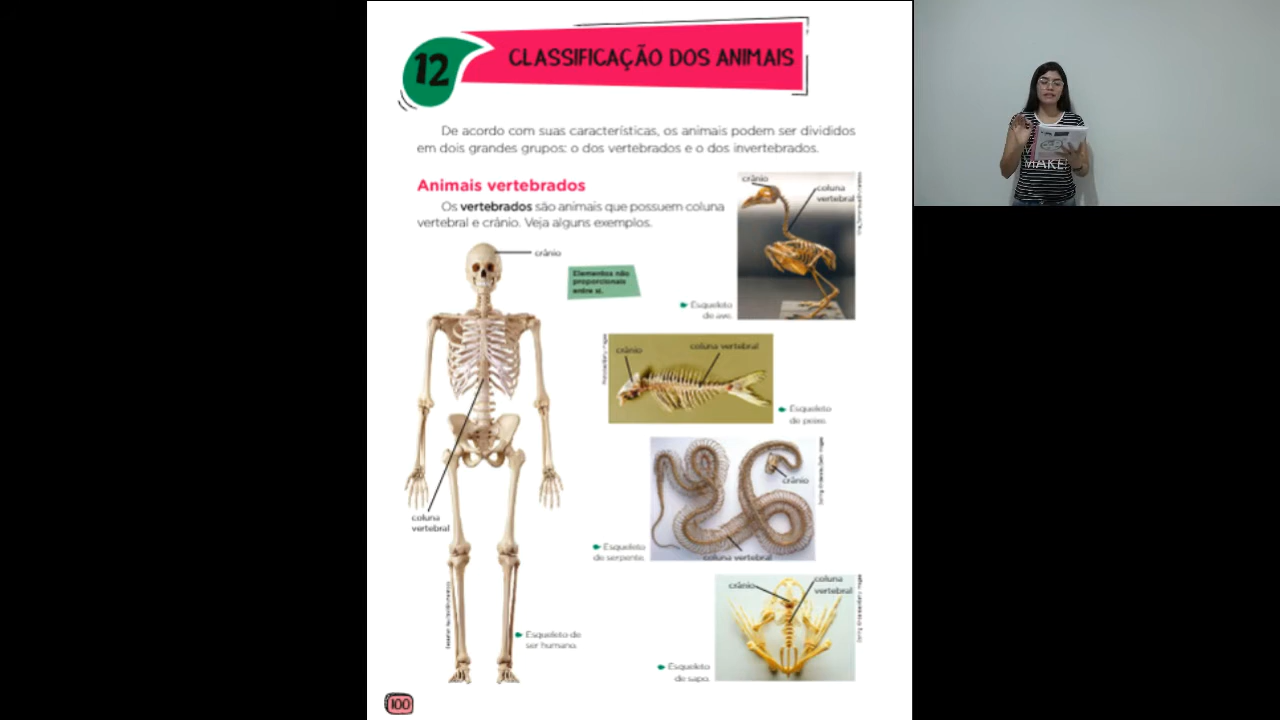 12
CLASSIFICAÇÃO DOS ANIMAIS
De acordo com suas características, os animais podem ser divididos
em dois grandes grupos: o dos vertebrados e o dos invertebrados.
Animais vertebrados
Os vertebrados são animais que possuem coluna
vertebral e crânio. Veja alguns exemplos.
crânio
coluna
vertebral
Esqueleto
de ave.
crânio
Elementos não
proporcionais
entre si.
coluna
vertebral
Esqueleto de
ser humano.
crânio
coluna vertebral
Esqueleto
de peixe.
crânio
coluna vertebral
Esqueleto
de serpente.
crânio
coluna
vertebral
Esqueleto
de sapo.
100
MAKE